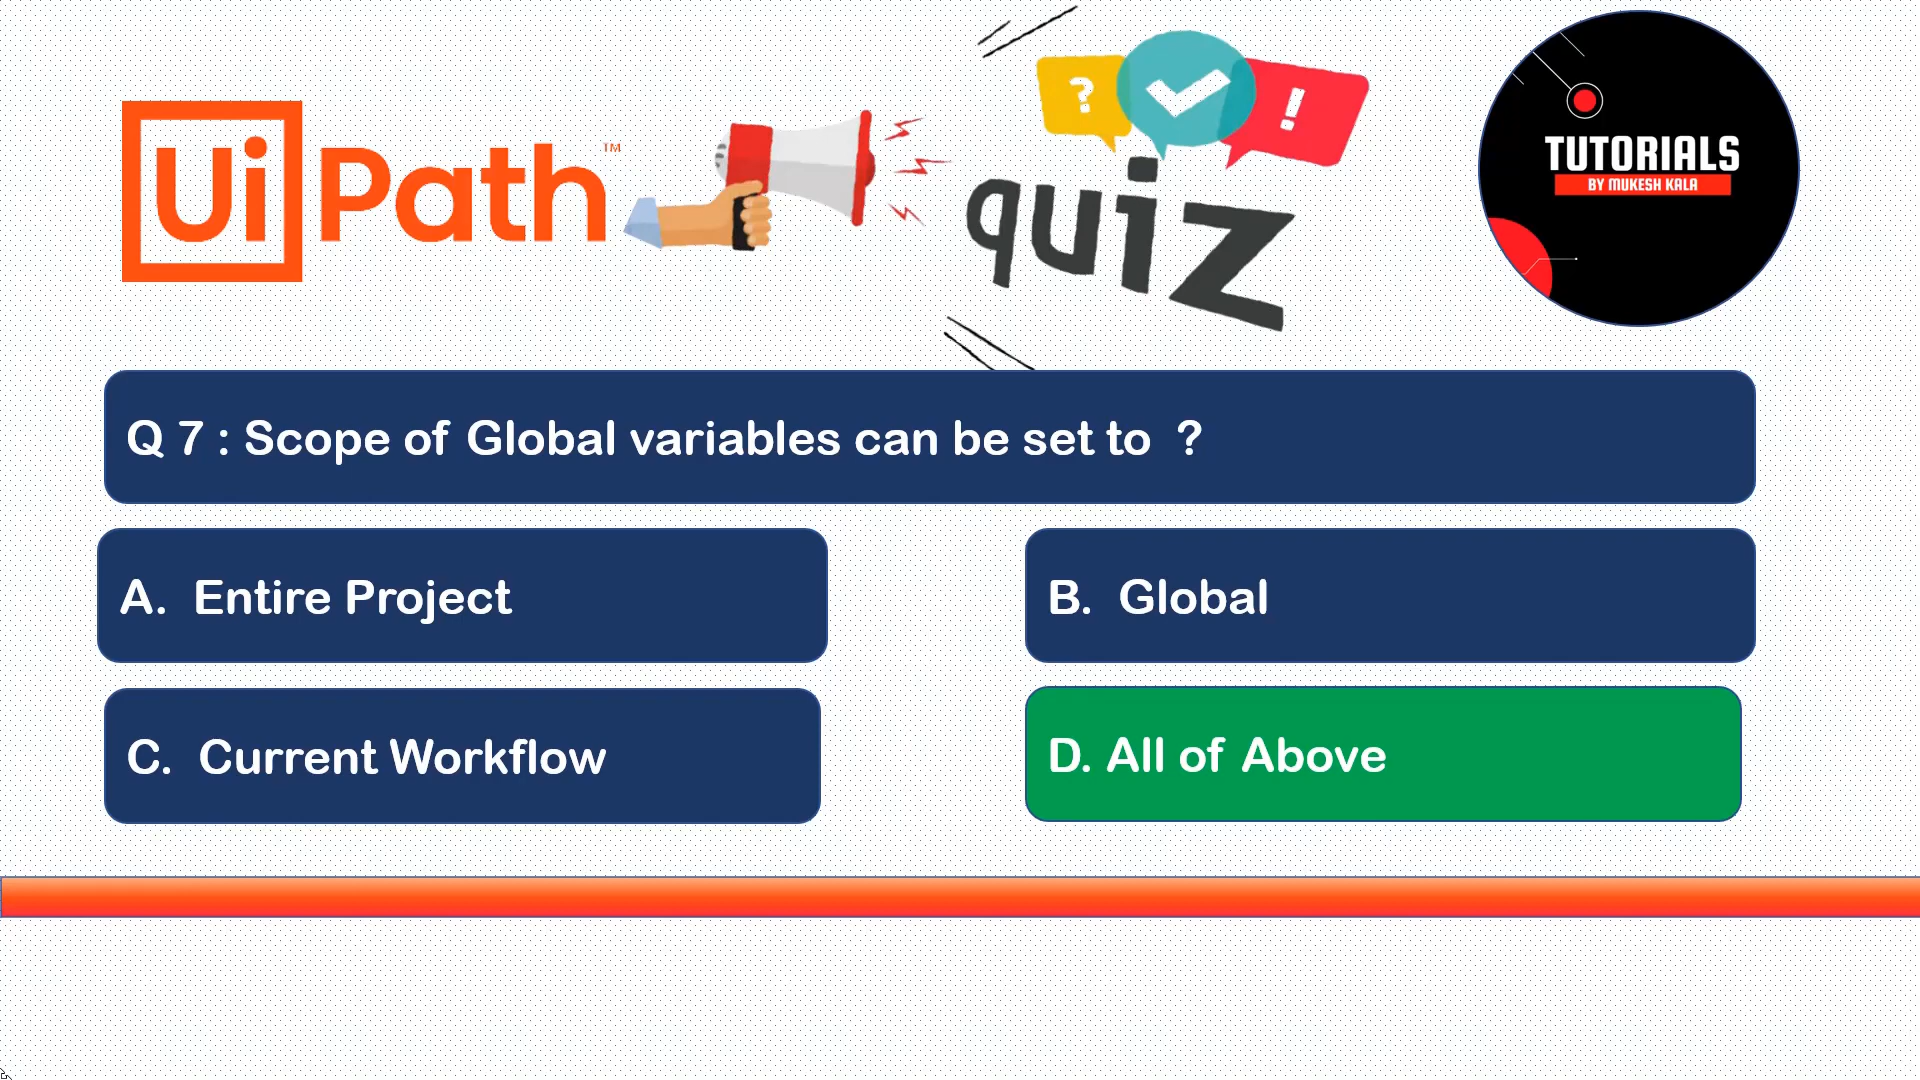 UiPath™
? !
quiz
TUTORIALS
BY MUKESH KALA
Q 7 : Scope of Global variables can be set to ?
A. Entire Project
B. Global
C. Current Workflow
D. All of Above